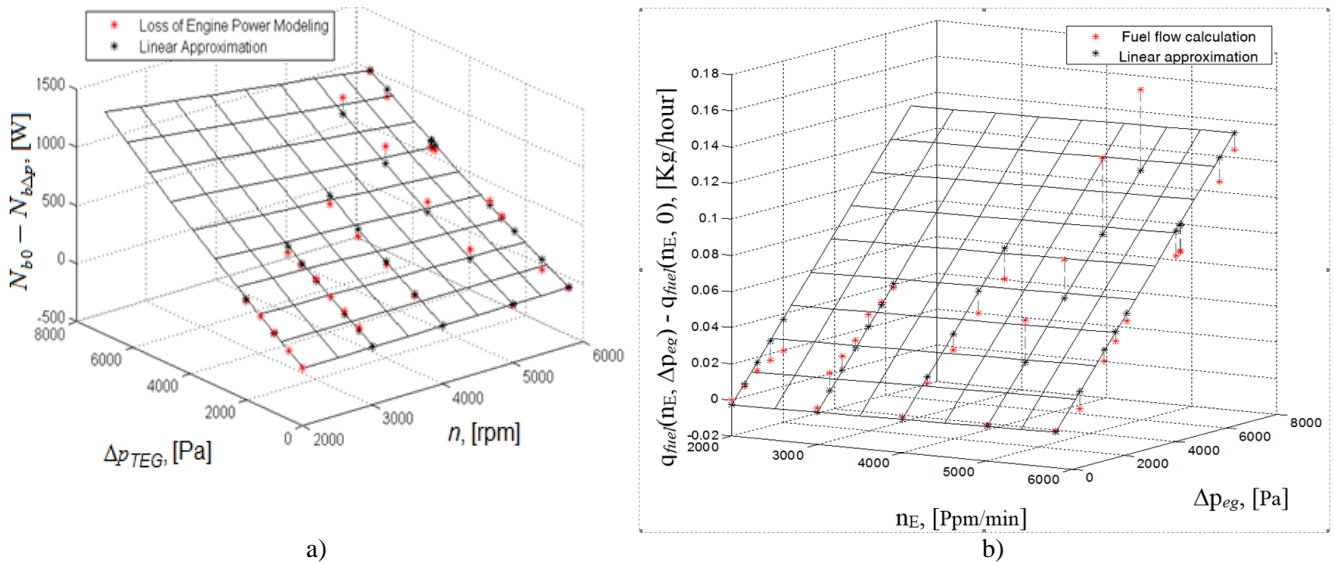 a)
Loss of Engine Power Modeling
Linear Approximation
1500
1000
500
0
-500
N_b0 − N_bΔp, [W]
8000
6000
4000
2000
0
Δp_TEG, [Pa]
2000
3000
4000
5000
6000
n, [rpm]
a)
b)
Fuel flow calculation
Linear approximation
0.18
0.16
0.14
0.12
0.1
0.08
0.06
0.04
0.02
0
-0.02
q_fuel(n_E, Δp_eg) - q_fuel(n_E, 0), [Kg/hour]
2000
3000
4000
5000
6000
n_E, [Ppm/min]
0
2000
4000
6000
8000
Δp_eg, [Pa]
b)